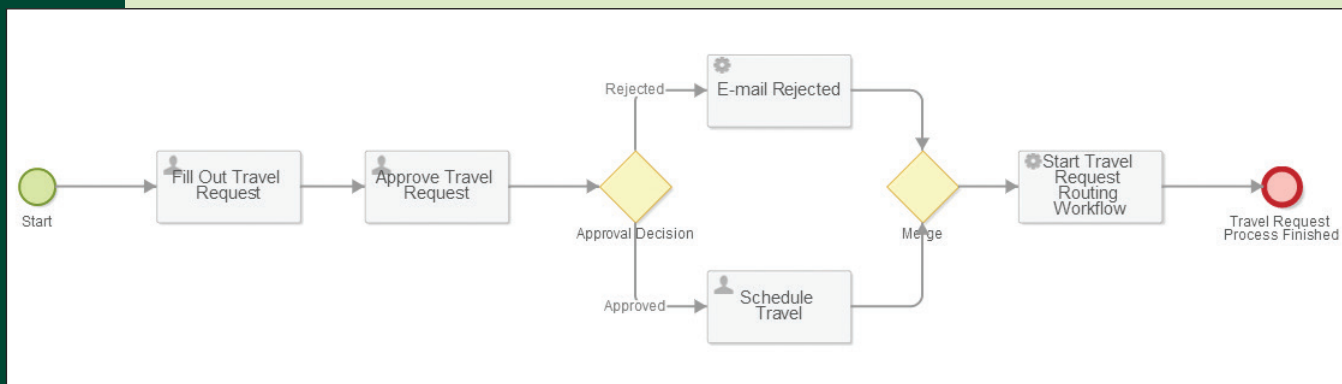 Start
Fill Out Travel
Request
Approve Travel
Request
Approval Decision
Rejected
E-mail Rejected
Approved
Schedule
Travel
Merge
Start Travel
Request
Routing
Workflow
Travel Request
Process Finished